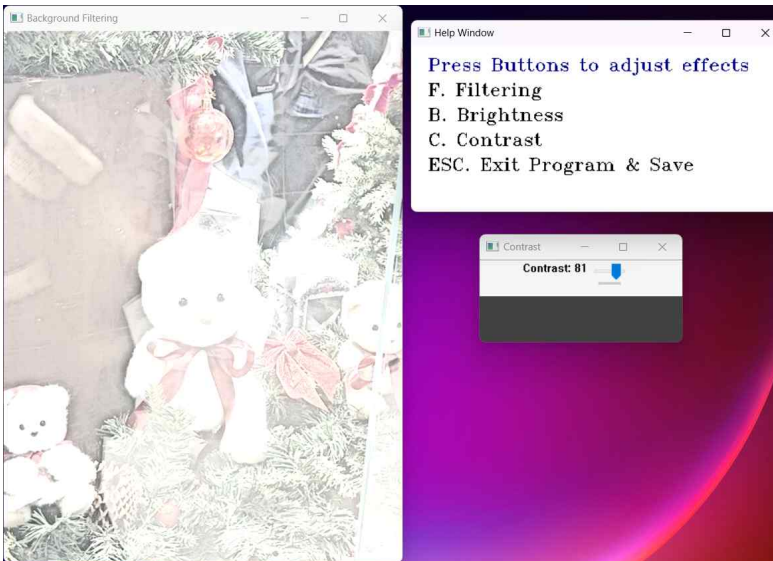 Background Filtering
Help Window
Press Buttons to adjust effects
F. Filtering
B. Brightness
C. Contrast
ESC. Exit Program & Save
Contrast
Contrast: 81